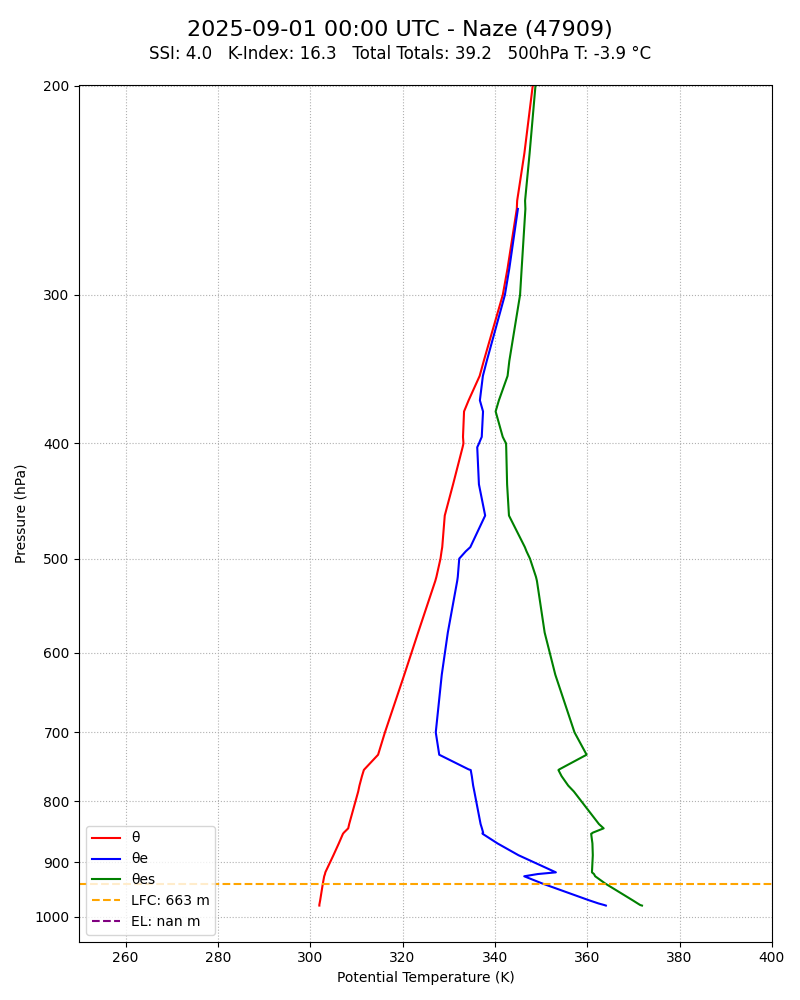 2025-09-01 00:00 UTC - Naze (47909)
SSI: 4.0   K-Index: 16.3   Total Totals: 39.2   500hPa T: -3.9 °C
200
300
400
500
600
700
800
900
1000
Pressure (hPa)
θ
θe
θes
LFC: 663 m
EL: nan m
260
280
300
320
340
360
380
400
Potential Temperature (K)